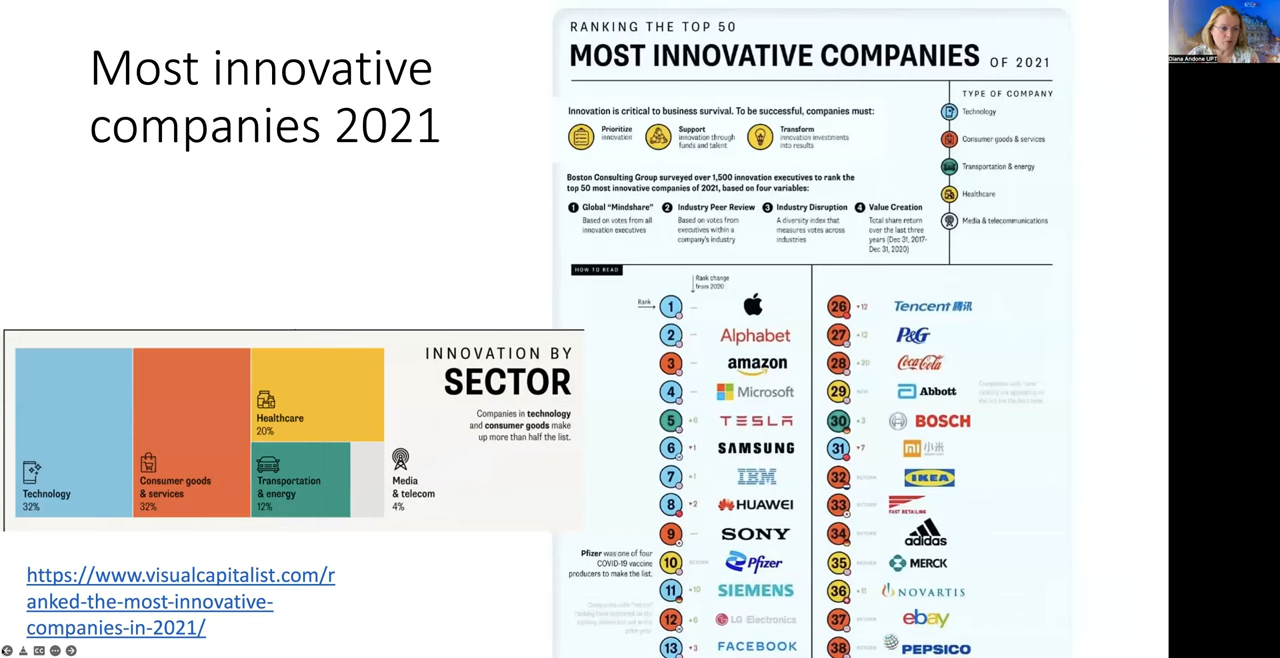 Most innovative
companies 2021
RANKING THE TOP 50
MOST INNOVATIVE COMPANIES OF 2021
Innovation is critical to business survival. To be successful, companies must:
Prioritize
innovation
Support
innovation through
funds and talent
Transform
innovation investments
into results
TYPE OF COMPANY
Technology
Consumer goods & services
Transportation & energy
Healthcare
Media & telecommunications
Boston Consulting Group surveyed over 1,500 innovation executives to rank the
top 50 most innovative companies of 2021, based on four variables:
1 Global “Mindshare”
Based on votes from all
innovation executives
2 Industry Peer Review
Based on votes from
executives within a
company's industry
3 Industry Disruption
A diversity index that
measures votes across
industries
4 Value Creation
Total share return
over the last three
years (Dec 31, 2017-
Dec 31, 2020)
HOW TO READ
Rank change
from 2020
Rank
1
2 Alphabet
3 amazon
4 Microsoft
5 TESLA
6 SAMSUNG
7 IBM
8 HUAWEI
9 SONY
10 Pfizer
11 SIEMENS
12 LG Electronics
13 FACEBOOK
Pfizer was one of four
COVID-19 vaccine
producers to make the list.
26 Tencent 腾讯
27 P&G
28 Coca-Cola
29 Abbott
30 BOSCH
31 mi 小米
32 IKEA
33 FAST RETAILING
34 adidas
35 MERCK
36 NOVARTIS
37 ebay
38 PEPSICO
INNOVATION BY
SECTOR
Companies in technology
and consumer goods make
up more than half the list.
Technology
32%
Consumer goods
& services
32%
Healthcare
20%
Transportation
& energy
12%
Media
& telecom
4%
https://www.visualcapitalist.com/r
anked-the-most-innovative-
companies-in-2021/
Diana Andone UPT